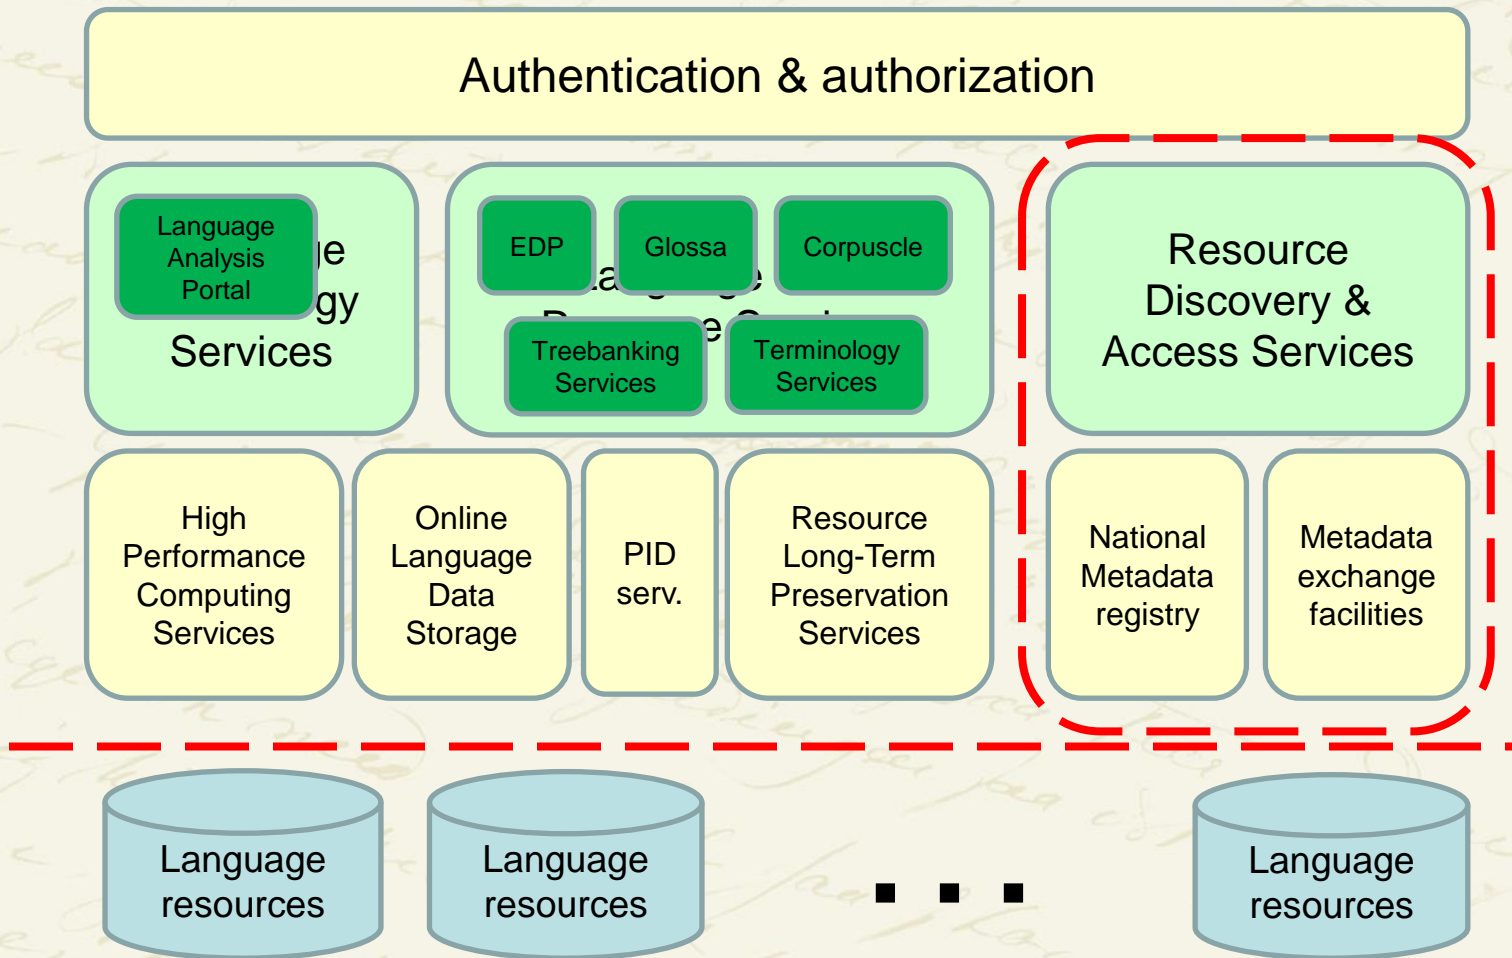 Authentication & authorization
Language
Analysis
Portal
Services
EDP
Glossa
Corpuscle
Treebanking
Services
Terminology
Services
Resource
Discovery &
Access Services
High
Performance
Computing
Services
Online
Language
Data
Storage
PID
serv.
Resource
Long-Term
Preservation
Services
National
Metadata
registry
Metadata
exchange
facilities
Language
resources
Language
resources
Language
resources